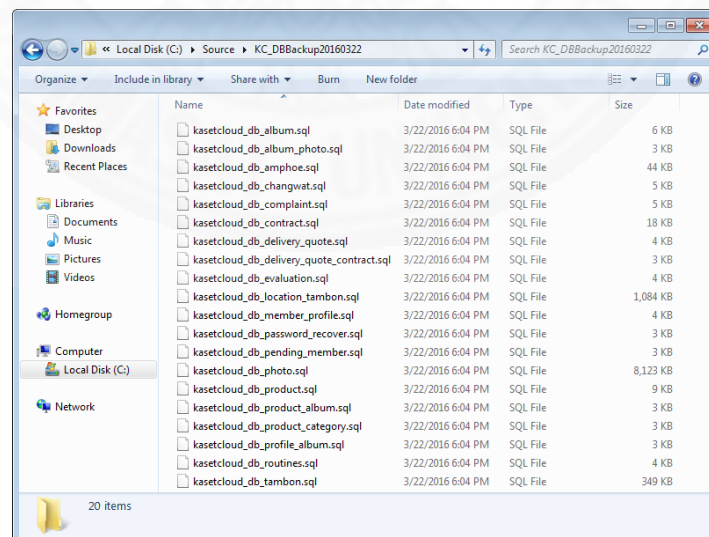 « Local Disk (C:) ▸ Source ▸ KC_DBBackup20160322
Search KC_DBBackup20160322
Organize Include in library Share with Burn New folder
Favorites
Desktop
Downloads
Recent Places
Libraries
Documents
Music
Pictures
Videos
Homegroup
Computer
Local Disk (C:)
Network
Name Date modified Type Size
kasetcloud_db_album.sql 3/22/2016 6:04 PM SQL File 6 KB
kasetcloud_db_album_photo.sql 3/22/2016 6:04 PM SQL File 3 KB
kasetcloud_db_amphoe.sql 3/22/2016 6:04 PM SQL File 44 KB
kasetcloud_db_changwat.sql 3/22/2016 6:04 PM SQL File 5 KB
kasetcloud_db_complaint.sql 3/22/2016 6:04 PM SQL File 5 KB
kasetcloud_db_contract.sql 3/22/2016 6:04 PM SQL File 18 KB
kasetcloud_db_delivery_quote.sql 3/22/2016 6:04 PM SQL File 4 KB
kasetcloud_db_delivery_quote_contract.sql 3/22/2016 6:04 PM SQL File 3 KB
kasetcloud_db_evaluation.sql 3/22/2016 6:04 PM SQL File 4 KB
kasetcloud_db_location_tambon.sql 3/22/2016 6:04 PM SQL File 1,084 KB
kasetcloud_db_member_profile.sql 3/22/2016 6:04 PM SQL File 4 KB
kasetcloud_db_password_recover.sql 3/22/2016 6:04 PM SQL File 3 KB
kasetcloud_db_pending_member.sql 3/22/2016 6:04 PM SQL File 3 KB
kasetcloud_db_photo.sql 3/22/2016 6:04 PM SQL File 8,123 KB
kasetcloud_db_product.sql 3/22/2016 6:04 PM SQL File 9 KB
kasetcloud_db_product_album.sql 3/22/2016 6:04 PM SQL File 3 KB
kasetcloud_db_product_category.sql 3/22/2016 6:04 PM SQL File 3 KB
kasetcloud_db_profile_album.sql 3/22/2016 6:04 PM SQL File 3 KB
kasetcloud_db_routines.sql 3/22/2016 6:04 PM SQL File 4 KB
kasetcloud_db_tambon.sql 3/22/2016 6:04 PM SQL File 349 KB
20 items